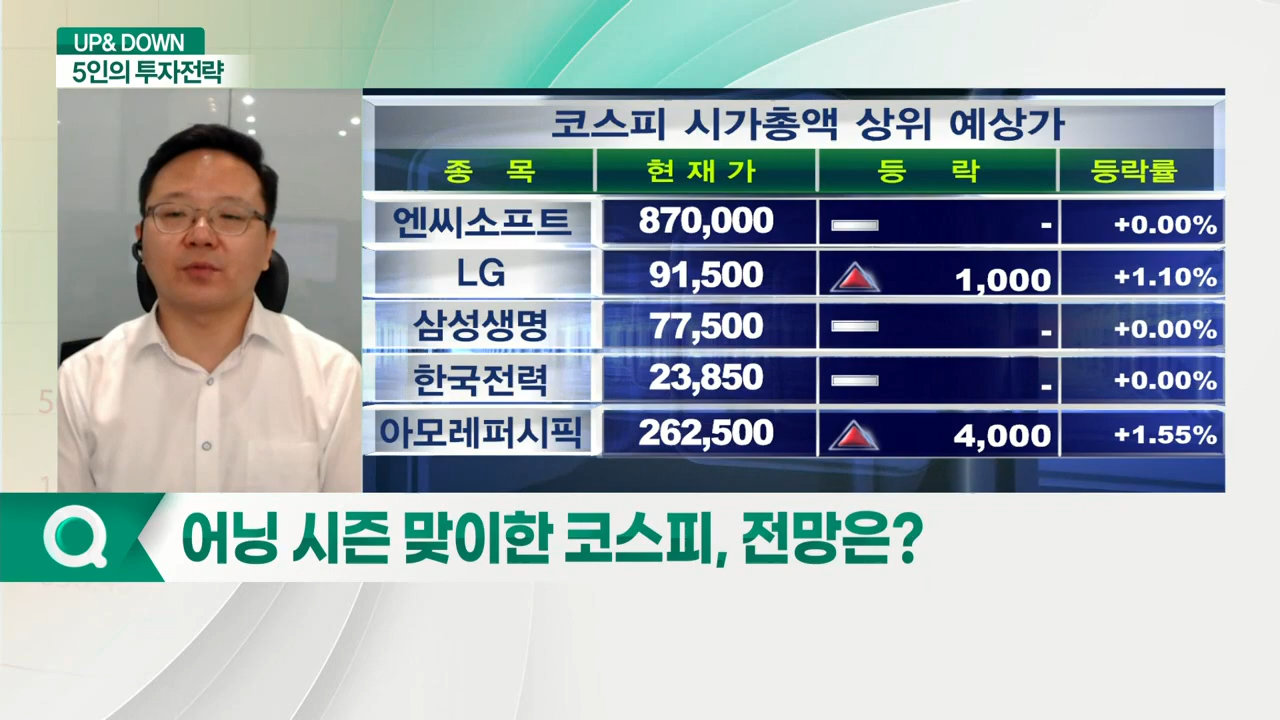 UP& DOWN
5인의 투자전략
코스피 시가총액 상위 예상가
종 목 현 재 가 등 락 등락률
엔씨소프트 870,000 - +0.00%
LG 91,500 1,000 +1.10%
삼성생명 77,500 - +0.00%
한국전력 23,850 - +0.00%
아모레퍼시픽 262,500 4,000 +1.55%
어닝 시즌 맞이한 코스피, 전망은?